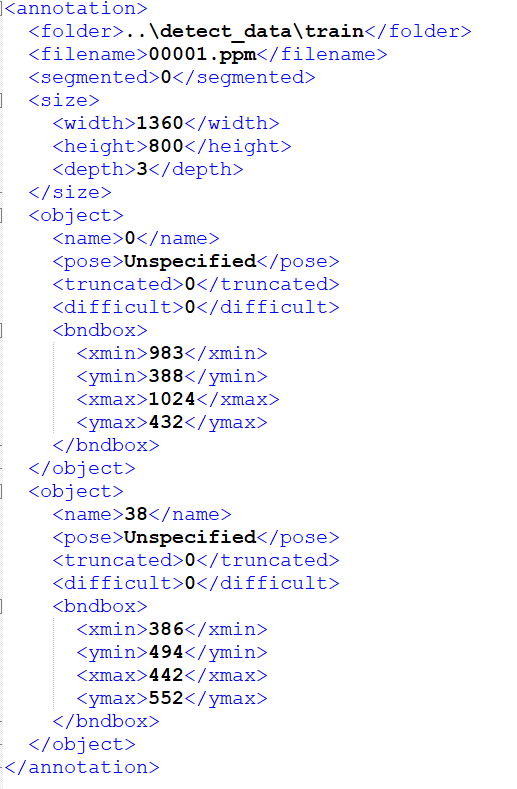 <annotation>
<folder>..\detect_data\train</folder>
<filename>00001.ppm</filename>
<segmented>0</segmented>
<size>
<width>1360</width>
<height>800</height>
<depth>3</depth>
</size>
<object>
<name>0</name>
<pose>Unspecified</pose>
<truncated>0</truncated>
<difficult>0</difficult>
<bndbox>
<xmin>983</xmin>
<ymin>388</ymin>
<xmax>1024</xmax>
<ymax>432</ymax>
</bndbox>
</object>
<object>
<name>38</name>
<pose>Unspecified</pose>
<truncated>0</truncated>
<difficult>0</difficult>
<bndbox>
<xmin>386</xmin>
<ymin>494</ymin>
<xmax>442</xmax>
<ymax>552</ymax>
</bndbox>
</object>
</annotation>